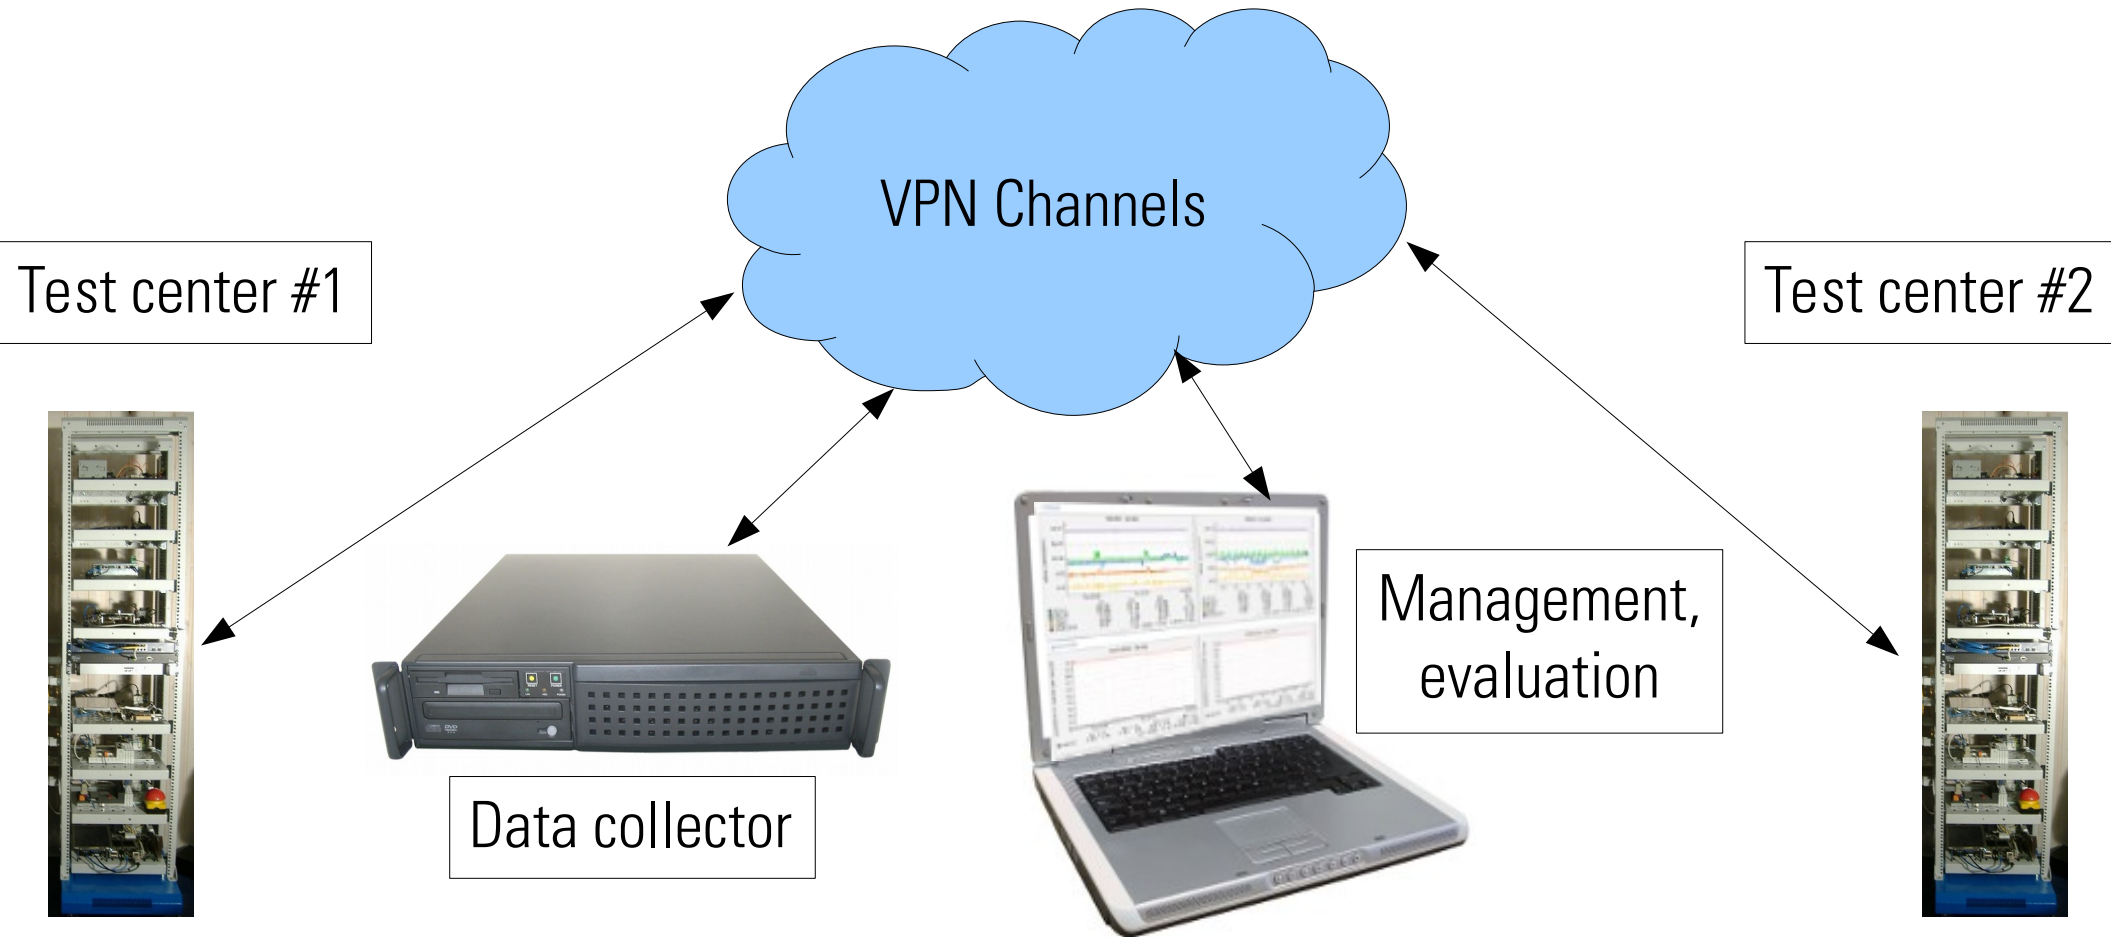 VPN Channels
Test center #1
Test center #2
Management,
evaluation
Data collector